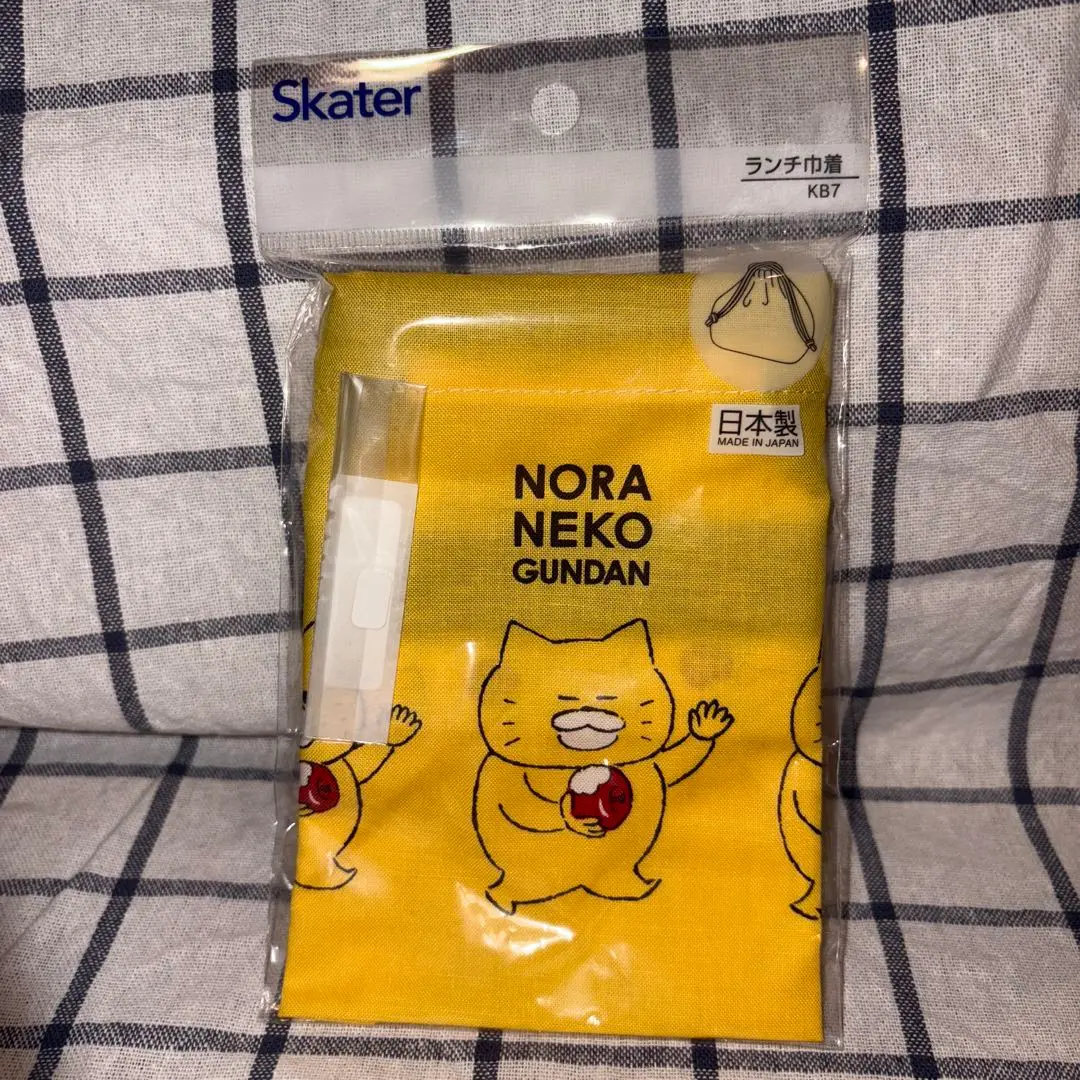 Skater
ランチ巾着
KB7
日本製
MADE IN JAPAN
NORA
NEKO
GUNDAN